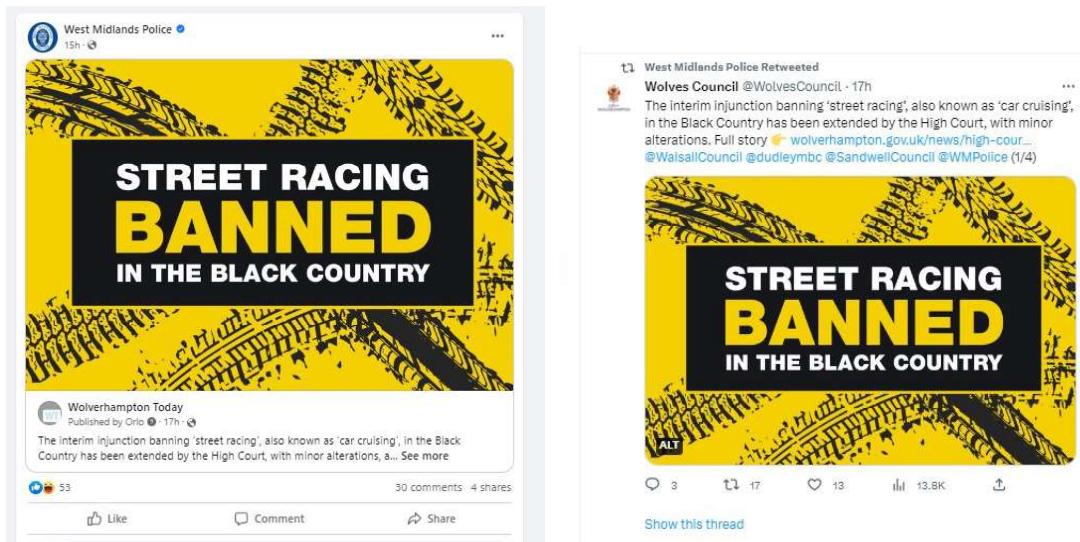 West Midlands Police
15h
STREET RACING
BANNED
IN THE BLACK COUNTRY
Wolverhampton Today
Published by Orlo · 17h
The interim injunction banning 'street racing', also known as 'car cruising', in the Black
Country has been extended by the High Court, with minor alterations, a... See more
53
30 comments 4 shares
Like Comment Share
West Midlands Police Retweeted
Wolves Council @WolvesCouncil · 17h
The interim injunction banning 'street racing', also known as 'car cruising',
in the Black Country has been extended by the High Court, with minor
alterations. Full story 👉 wolverhampton.gov.uk/news/high-cour...
@WalsallCouncil @dudleymbc @SandwellCouncil @WMPolice (1/4)
STREET RACING
BANNED
IN THE BLACK COUNTRY
ALT
3 17 13 13.8K
Show this thread